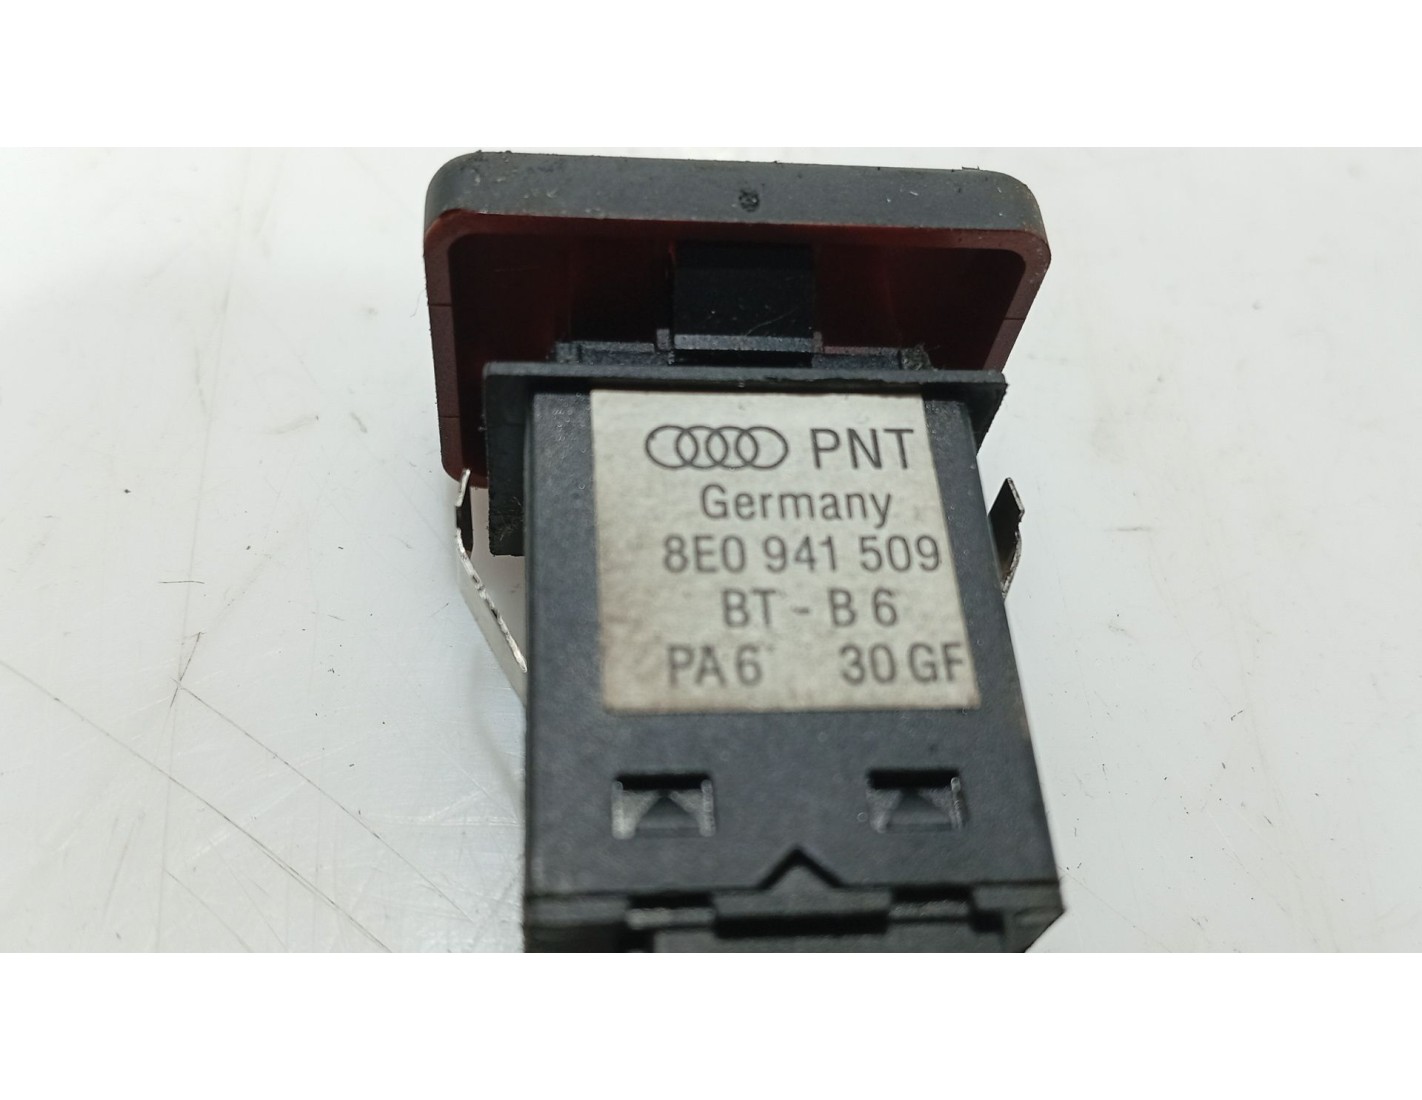 PNT
Germany
8E0 941 509
BT - B 6
PA 6 30 GF